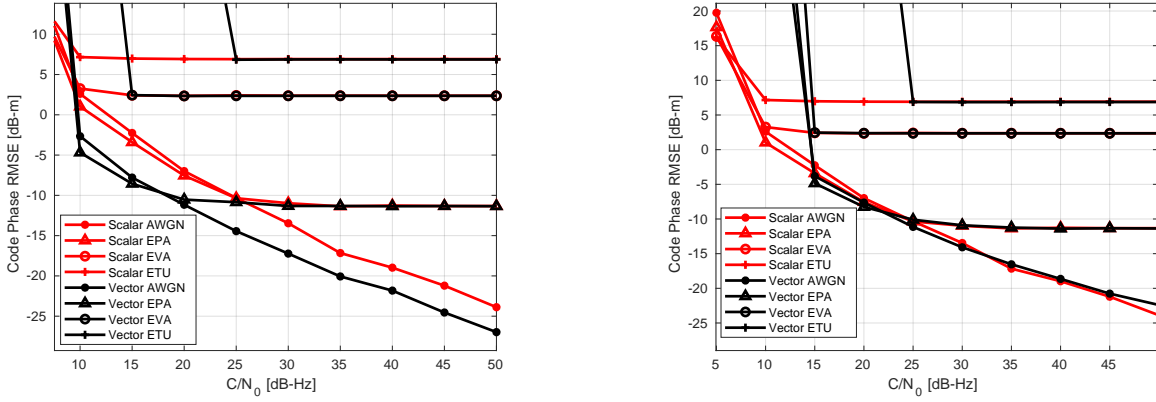 Code Phase RMSE [dB-m]
10
5
0
-5
-10
-15
-20
-25
Scalar AWGN
Scalar EPA
Scalar EVA
Scalar ETU
Vector AWGN
Vector EPA
Vector EVA
Vector ETU
10 15 20 25 30 35 40 45 50
C/N0 [dB-Hz]
Code Phase RMSE [dB-m]
20
15
10
5
0
-5
-10
-15
-20
-25
Scalar AWGN
Scalar EPA
Scalar EVA
Scalar ETU
Vector AWGN
Vector EPA
Vector EVA
Vector ETU
5 10 15 20 25 30 35 40 45 50
C/N0 [dB-Hz]